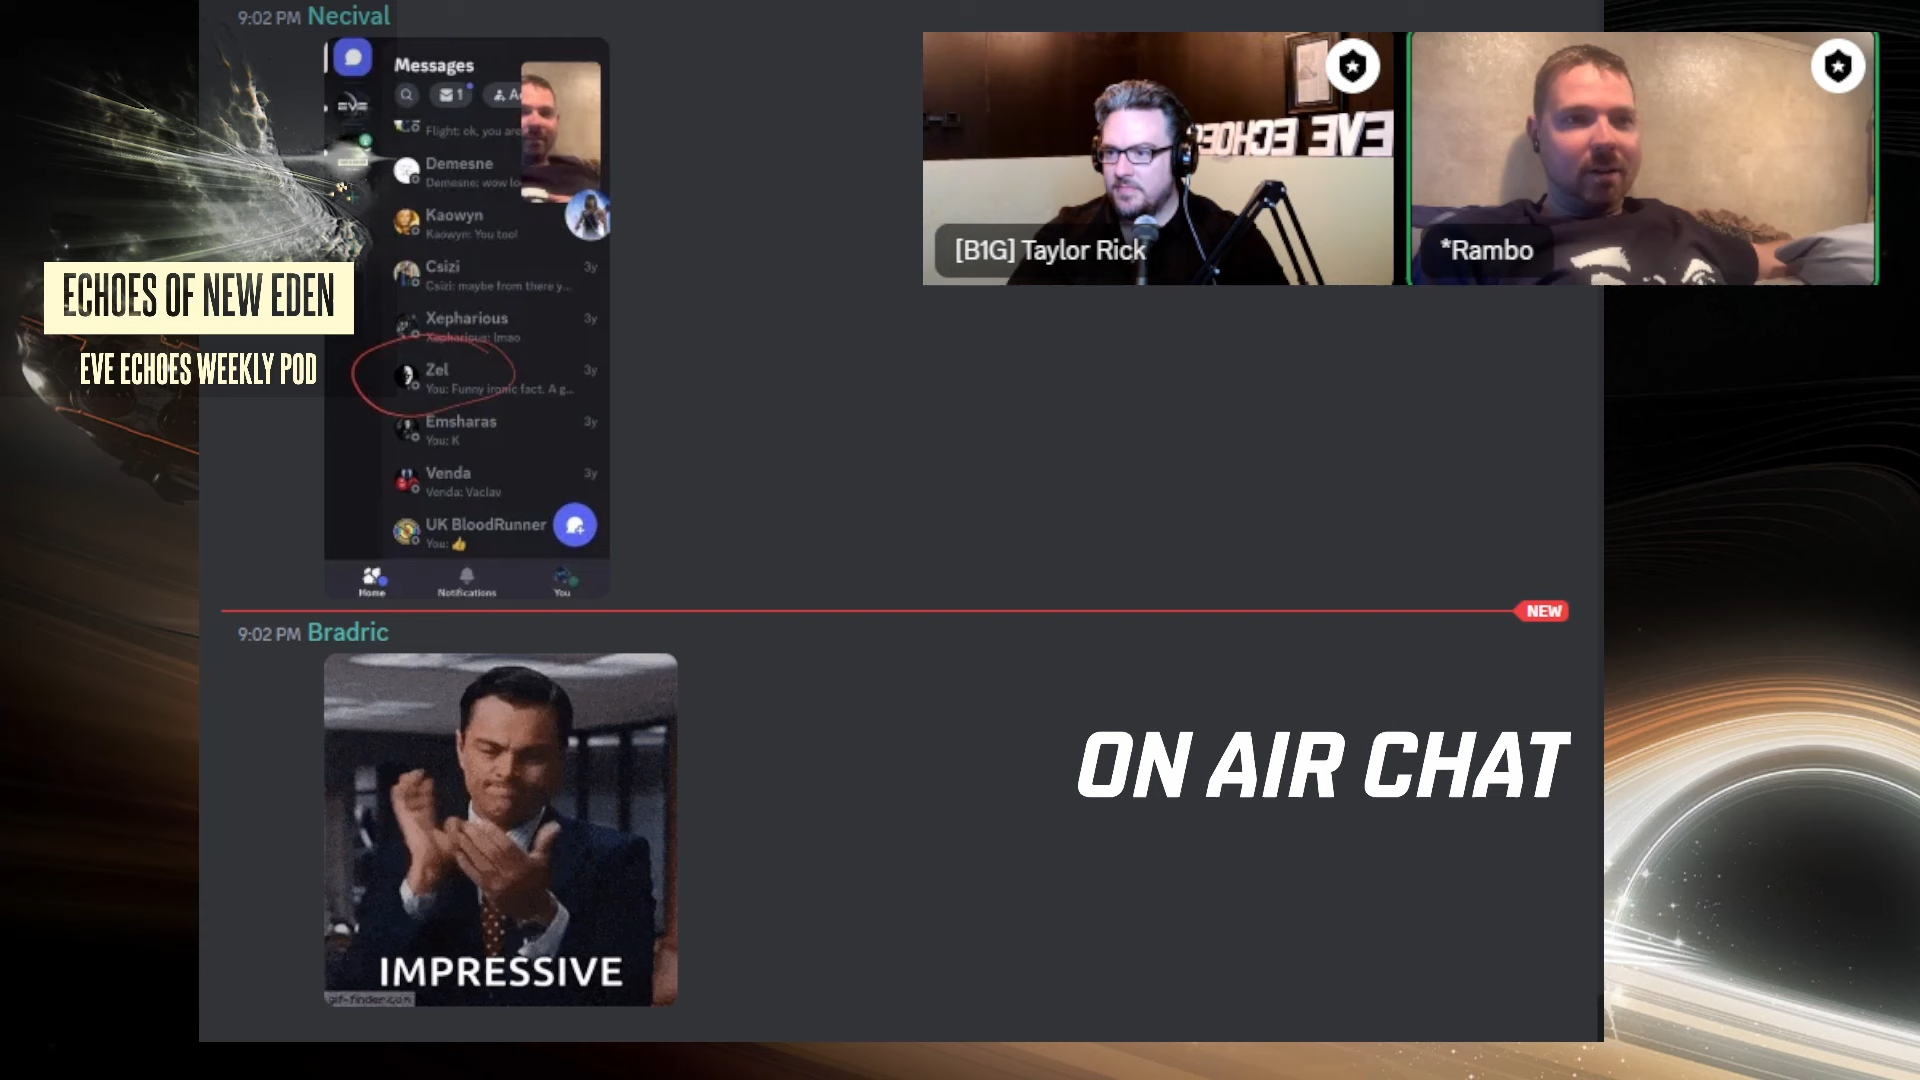 9:02 PM Necival
Messages
1
Flight: ok, you are
Demesne
Demesne: wow lo
Kaowyn
Kaowyn: You too!
Csizi 3y
Csizi: maybe from there y...
Xepharious 3y
Xepharious: lmao
Zel 3y
You: Funny ironic fact. A g...
Emsharas 3y
You: K
Venda 3y
Venda: Vaclav
UK BloodRunner
You: 👍
Home Notifications You
NEW
9:02 PM Bradric
IMPRESSIVE
gif-finder.com
ECHOES OF NEW EDEN
EVE ECHOES WEEKLY POD
EVE ECHOES
[B1G] Taylor Rick
*Rambo
ON AIR CHAT